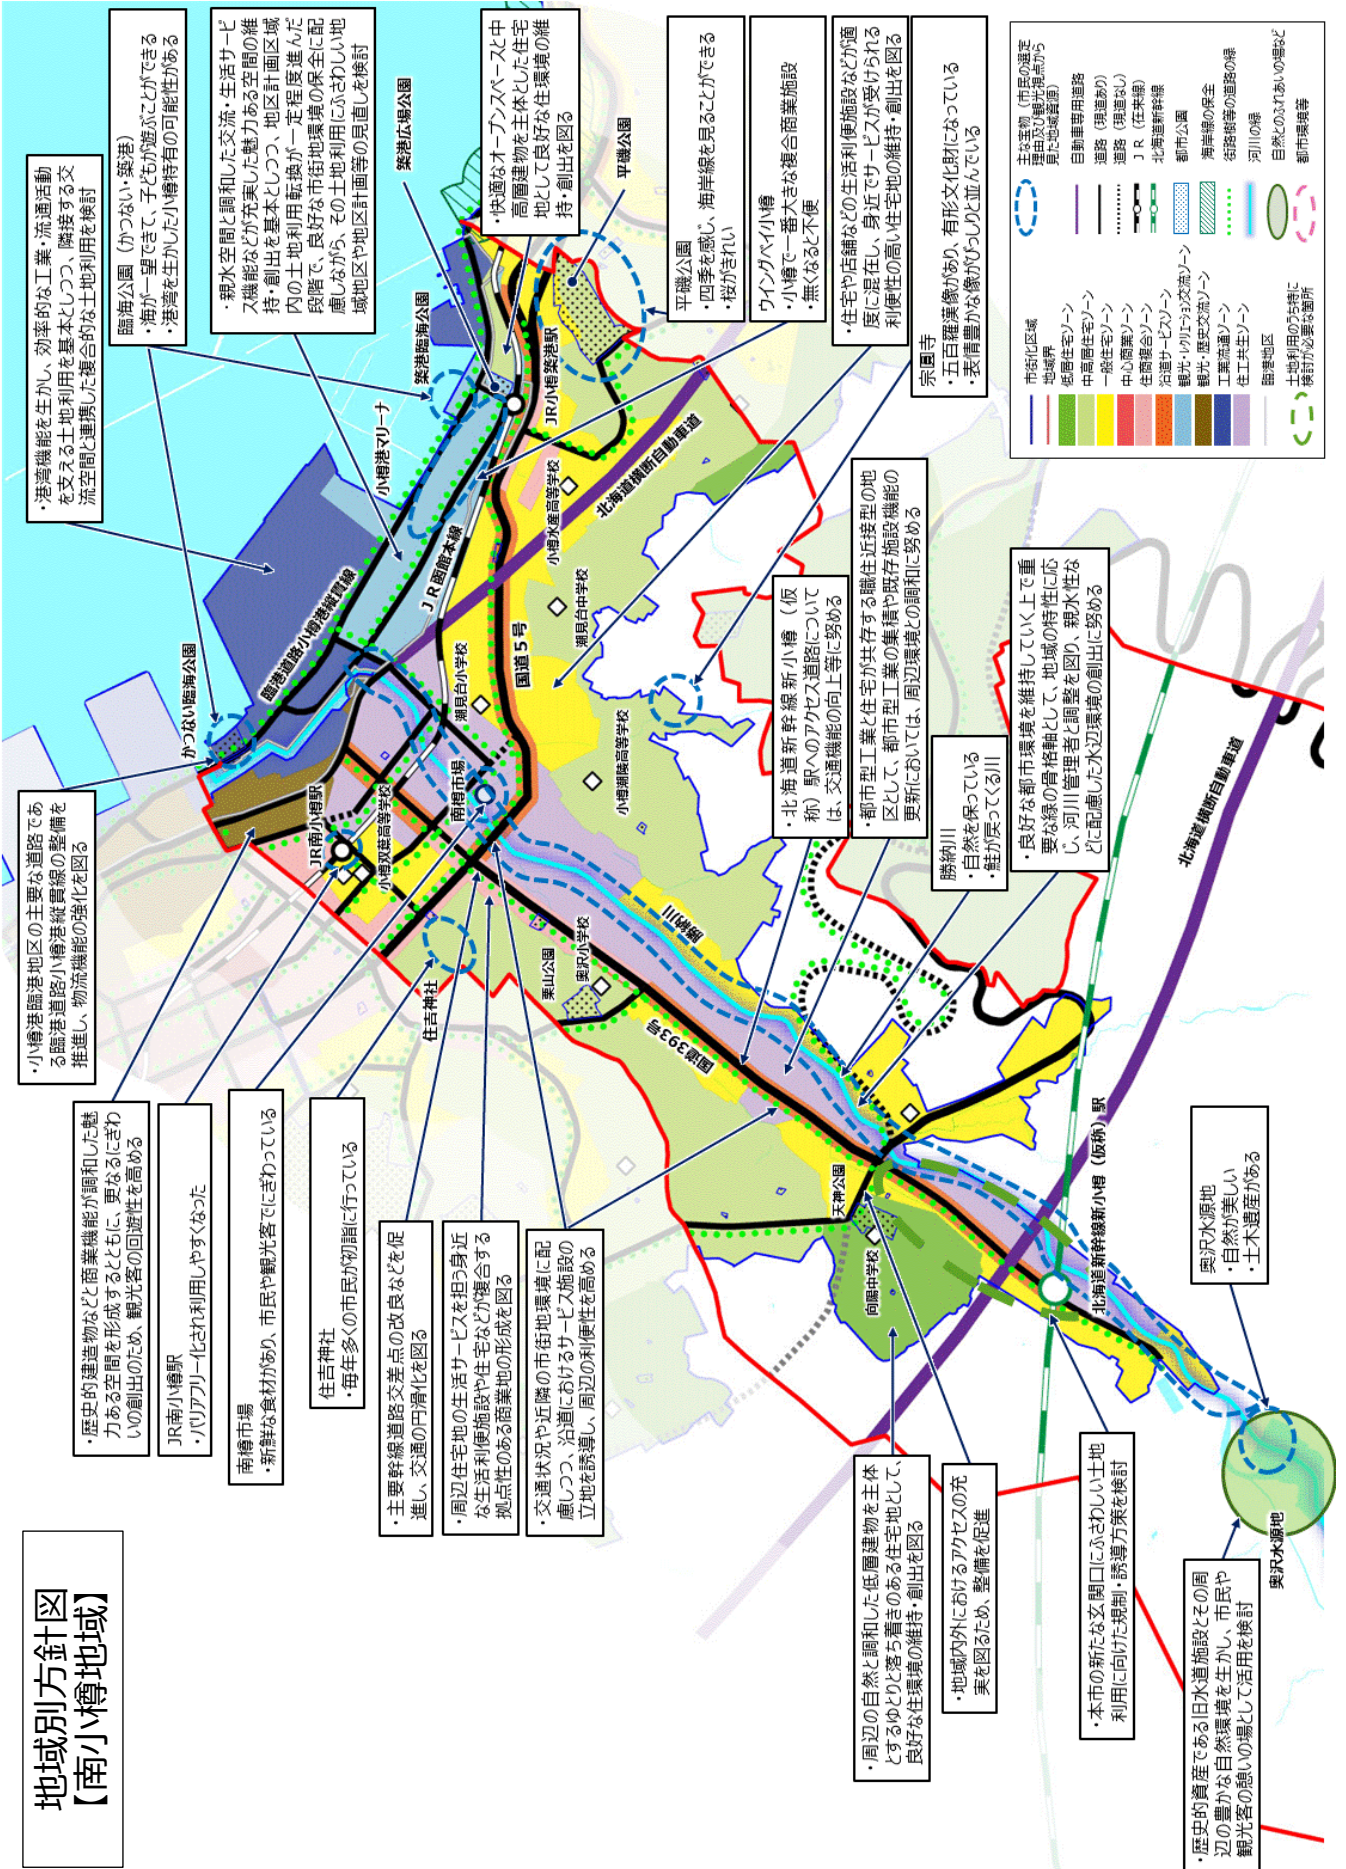 地域別方針図
【南小樽地域】
・小樽港臨港地区の主要な道路であ
る臨港道路小樽港縦貫線の整備を
推進し、物流機能の強化を図る
・歴史的建造物などと商業機能が調和した魅
力ある空間を形成するとともに、更なるにぎわ
いの創出のため、観光客の回遊性を高める
JR南小樽駅
・バリアフリー化され利用しやすくなった
南樽市場
・新鮮な食材があり、市民や観光客でにぎわっている
住吉神社
・毎年多くの市民が初詣に行っている
・主要幹線道路交差点の改良などを促
進し、交通の円滑化を図る
・周辺住宅地の生活サービスを担う身近
な生活利便施設や住宅などが複合する
拠点性のある商業地の形成を図る
・交通状況や近隣の市街地環境に配
慮しつつ、沿道におけるサービス施設の
立地を誘導し、周辺の利便性を高める
・周辺の自然と調和した低層建物を主体
とするゆとりと落ち着きのある住宅地として、
良好な住環境の維持・創出を図る
・地域内外におけるアクセスの充
実を図るため、整備を促進
・本市の新たな玄関口にふさわしい土地
利用に向けた規制・誘導方策を検討
・歴史的資産である旧水道施設とその周
辺の豊かな自然環境を生かし、市民や
観光客の憩いの場として活用を検討
・港湾機能を生かし、効率的な工業・流通活動
を支える土地利用を基本としつつ、隣接する交
流空間と連携した複合的な土地利用を検討
臨海公園(かつない・築港)
・海が一望できて、子どもが遊ぶことができる
・港湾を生かした小樽特有の可能性がある
・親水空間と調和した交流・生活サービ
ス機能などが充実した魅力ある空間の維
持・創出を基本としつつ、地区計画区域
内の土地利用転換が一定程度進んだ
段階で、良好な市街地環境の保全に配
慮しながら、その土地利用にふさわしい地
域地区や地区計画等の見直しを検討
・快適なオープンスペースと中
高層建物を主体とした住宅
地として良好な住環境の維
持・創出を図る
平磯公園
・四季を感じ、海岸線を見ることができる
・桜がきれい
ウイングベイ小樽
・小樽で一番大きな複合商業施設
・無くなると不便
・住宅や店舗などの生活利便施設などが適
度に混在し、身近でサービスが受けられる
利便性の高い住宅地の維持・創出を図る
宗圓寺
・五百羅漢像があり、有形文化財になっている
・表情豊かな像がびっしりと並んでいる
・北海道新幹線新小樽(仮
称)駅へのアクセス道路については
、交通機能の向上等に努める
・都市型工業と住宅が共存する職住近接型の地
区として、都市型工業の集積や既存施設機能の
更新においては、周辺環境との調和に努める
勝納川
・自然を保っている
・鮭が戻ってくる川
・良好な都市環境を維持していく上で重
要な緑の骨格軸として、地域の特性に応
じ、河川管理者と調整を図り、親水性な
どに配慮した水辺環境の創出に努める
奥沢水源地
・自然が美しい
・土木遺産がある
かつない臨海公園
臨港道路小樽港縦貫線
小樽港マリーナ
築港臨海公園
築港広場公園
平磯公園
JR小樽築港駅
JR函館本線
国道5号
北海道横断自動車道
小樽水産高等学校
潮見台中学校
潮見台小学校
小樽潮陵高等学校
JR南小樽駅
小樽双葉高等学校
南樽市場
住吉神社
栗山公園
奥沢小学校
国道393号
勝納川
天神公園
向陽中学校
北海道新幹線新小樽(仮称)駅
北海道横断自動車道
奥沢水源地
市街化区域
地域界
低層住宅ゾーン
中高層住宅ゾーン
一般住宅ゾーン
中心商業ゾーン
住商複合ゾーン
沿道サービスゾーン
観光・レクリエーション交流ゾーン
観光・歴史交流ゾーン
工業流通ゾーン
住工共生ゾーン
臨港地区
土地利用のうち特に
検討が必要な箇所
主な宝物(市民の選定
理由及び観光視点から
見た地域資源)
自動車専用道路
道路(現道あり)
道路(現道なし)
JR(在来線)
北海道新幹線
都市公園
海岸線の保全
街路樹等の道路の緑
河川の緑
自然とのふれあいの場など
都市環境等